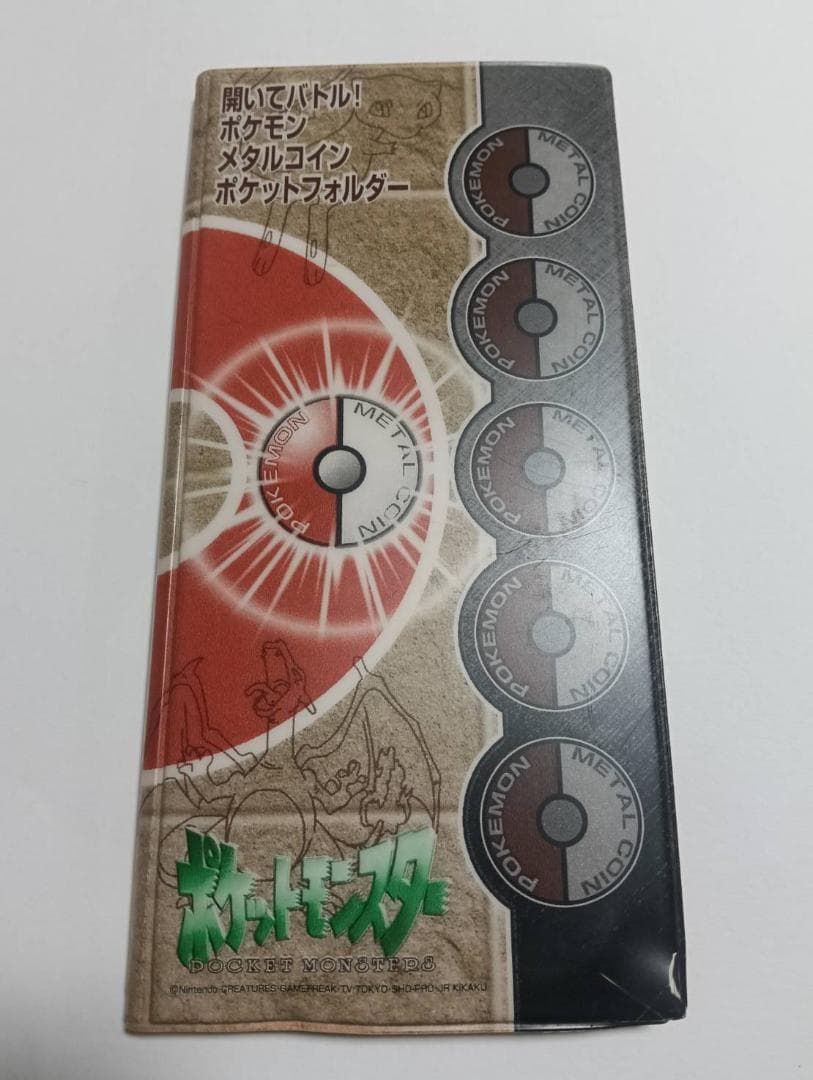 開いてバトル!
ポケモン
メタルコイン
ポケットフォルダー
POKEMON METAL COIN
POKEMON METAL COIN
POKEMON METAL COIN
POKEMON METAL COIN
POKEMON METAL COIN
POKEMON METAL COIN
ポケットモンスター
POCKET MONSTERS
©Nintendo・CREATURES・GAMEFREAK・TV TOKYO・SHO-PRO・JR KIKAKU